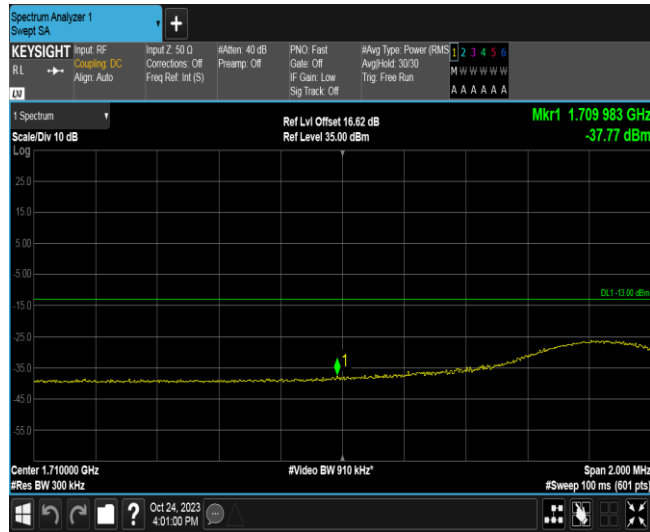 Spectrum Analyzer 1
Swept SA
+
KEYSIGHT
RL
LXI
Input: RF
Coupling: DC
Align: Auto
Input Z: 50 Ω
Corrections: Off
Freq Ref: Int (S)
#Atten: 40 dB
Preamp: Off
PNO: Fast
Gate: Off
IF Gain: Low
Sig Track: Off
#Avg Type: Power (RMS
Avg|Hold: 30/30
Trig: Free Run
1 2 3 4 5 6
M W W W W W
A A A A A A
1 Spectrum
Scale/Div 10 dB
Log
Ref Lvl Offset 16.62 dB
Ref Level 35.00 dBm
Mkr1 1.709 983 GHz
-37.77 dBm
25.0
15.0
5.00
-5.00
DL1 -13.00 dBm
-15.0
-25.0
1
-35.0
-45.0
-55.0
Center 1.710000 GHz
#Res BW 300 kHz
#Video BW 910 kHz*
Span 2.000 MHz
#Sweep 100 ms (601 pts)
?
Oct 24, 2023
4:01:00 PM